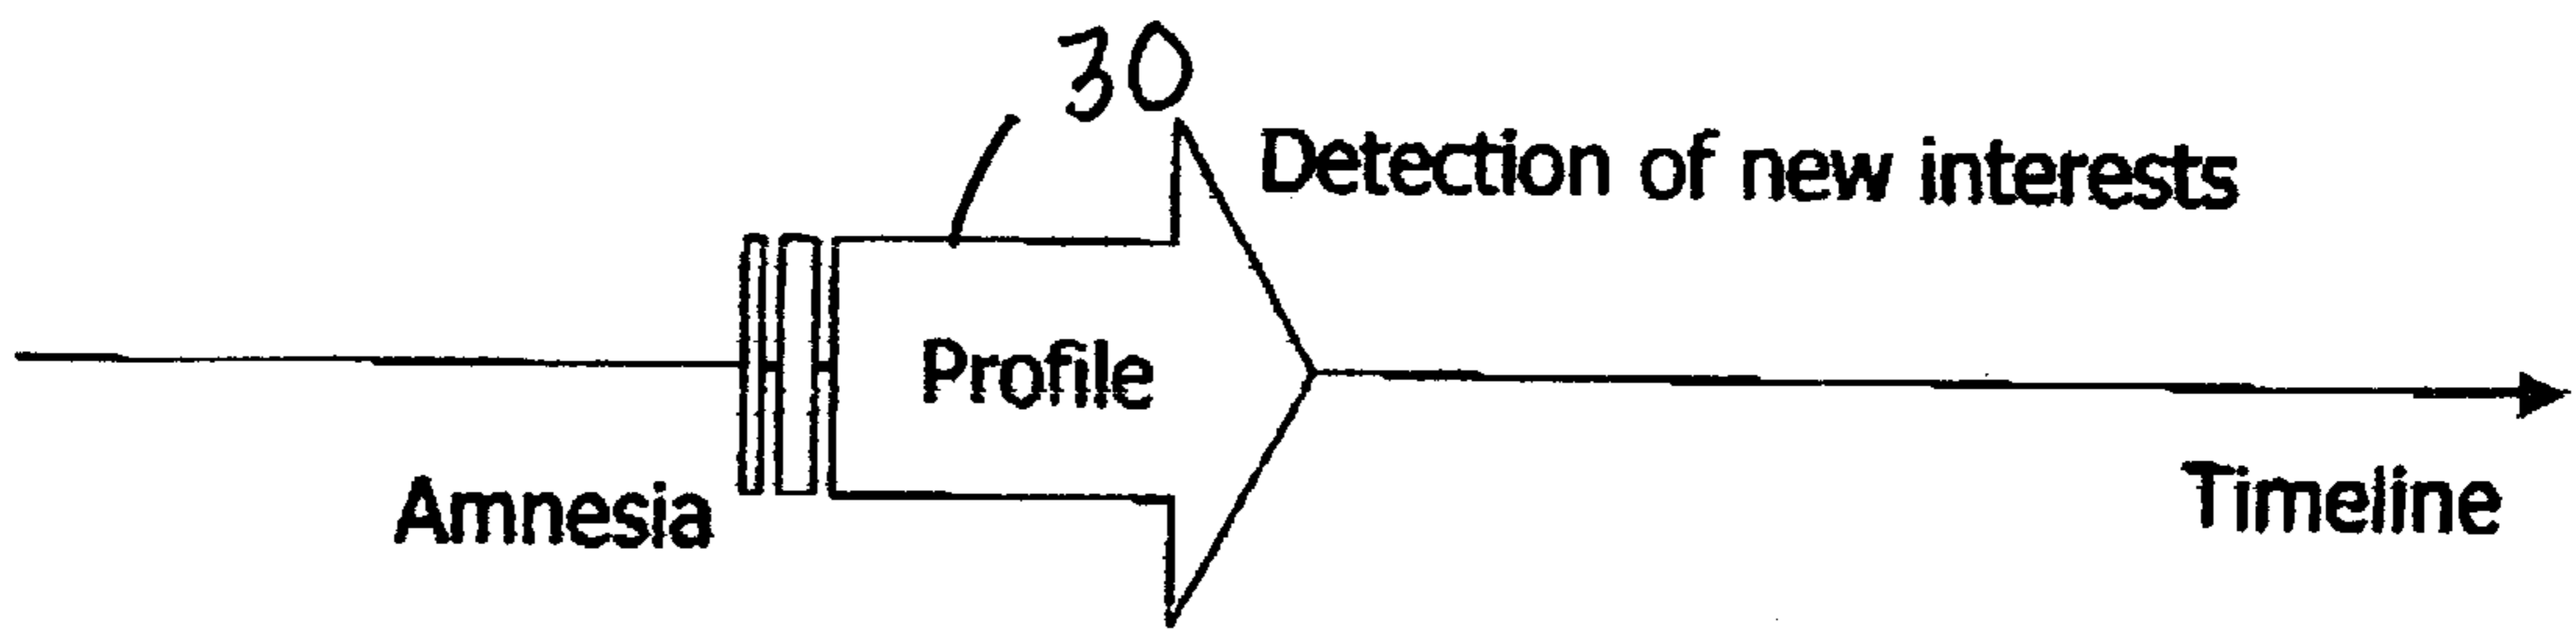 30
Detection of new interests
Profile
Amnesia
Timeline